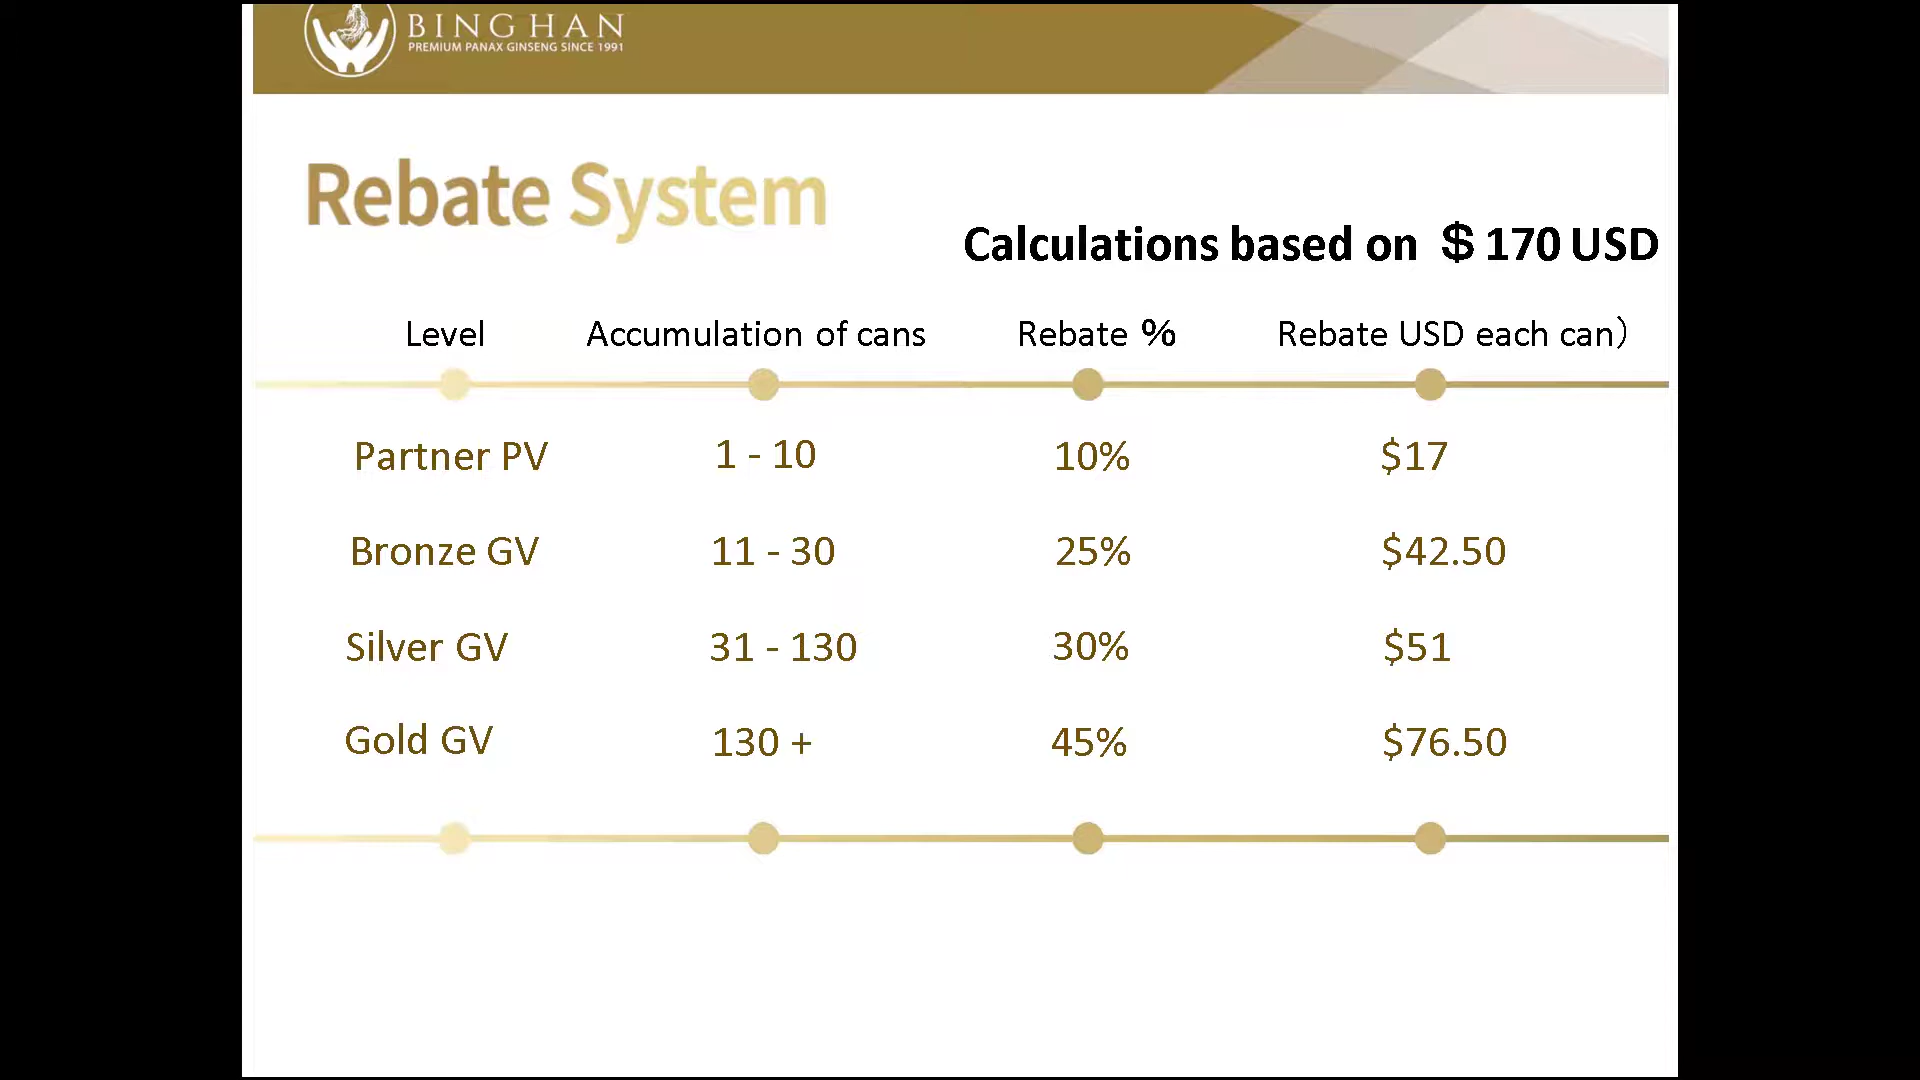 BINGHAN
PREMIUM PANAX GINSENG SINCE 1991
Rebate System
Calculations based on $ 170 USD
Level Accumulation of cans Rebate % Rebate USD each can）
Partner PV 1 - 10 10% $17
Bronze GV 11 - 30 25% $42.50
Silver GV 31 - 130 30% $51
Gold GV 130 + 45% $76.50